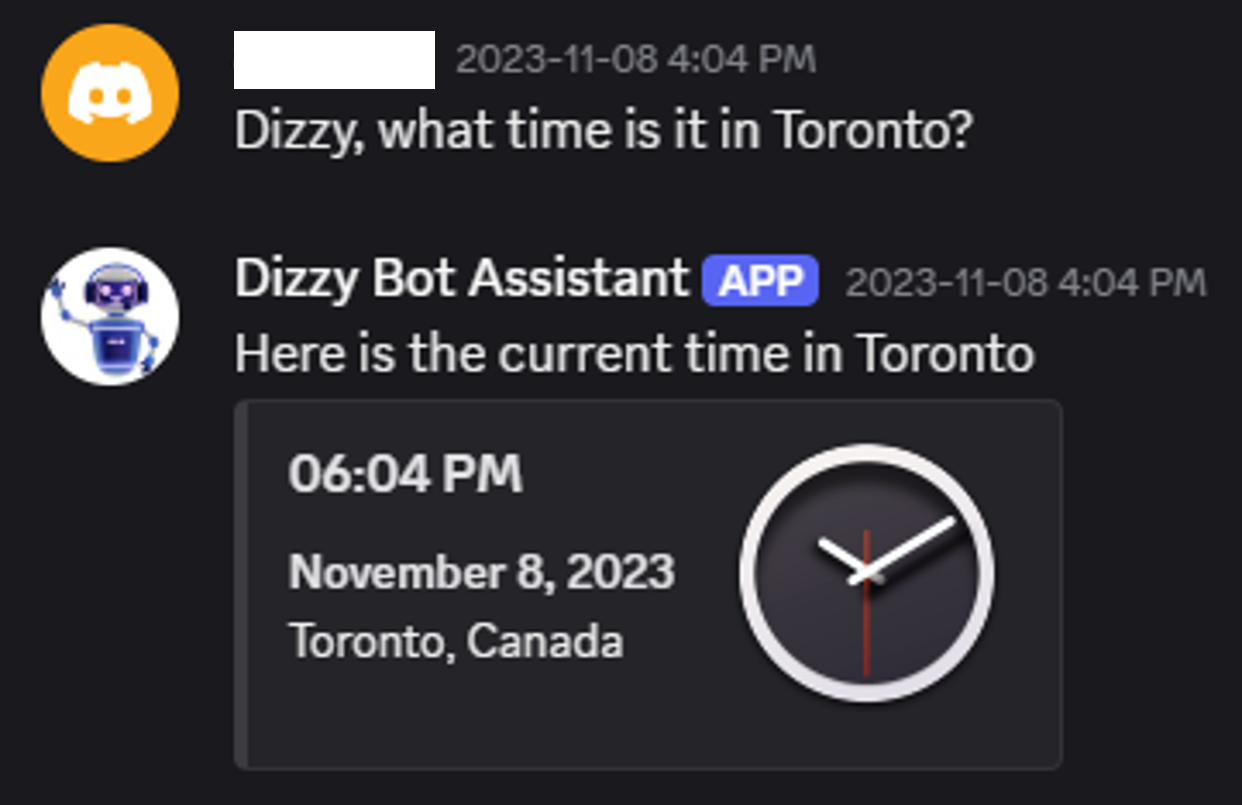 2023-11-08 4:04 PM
Dizzy, what time is it in Toronto?
Dizzy Bot Assistant APP 2023-11-08 4:04 PM
Here is the current time in Toronto
06:04 PM
November 8, 2023
Toronto, Canada